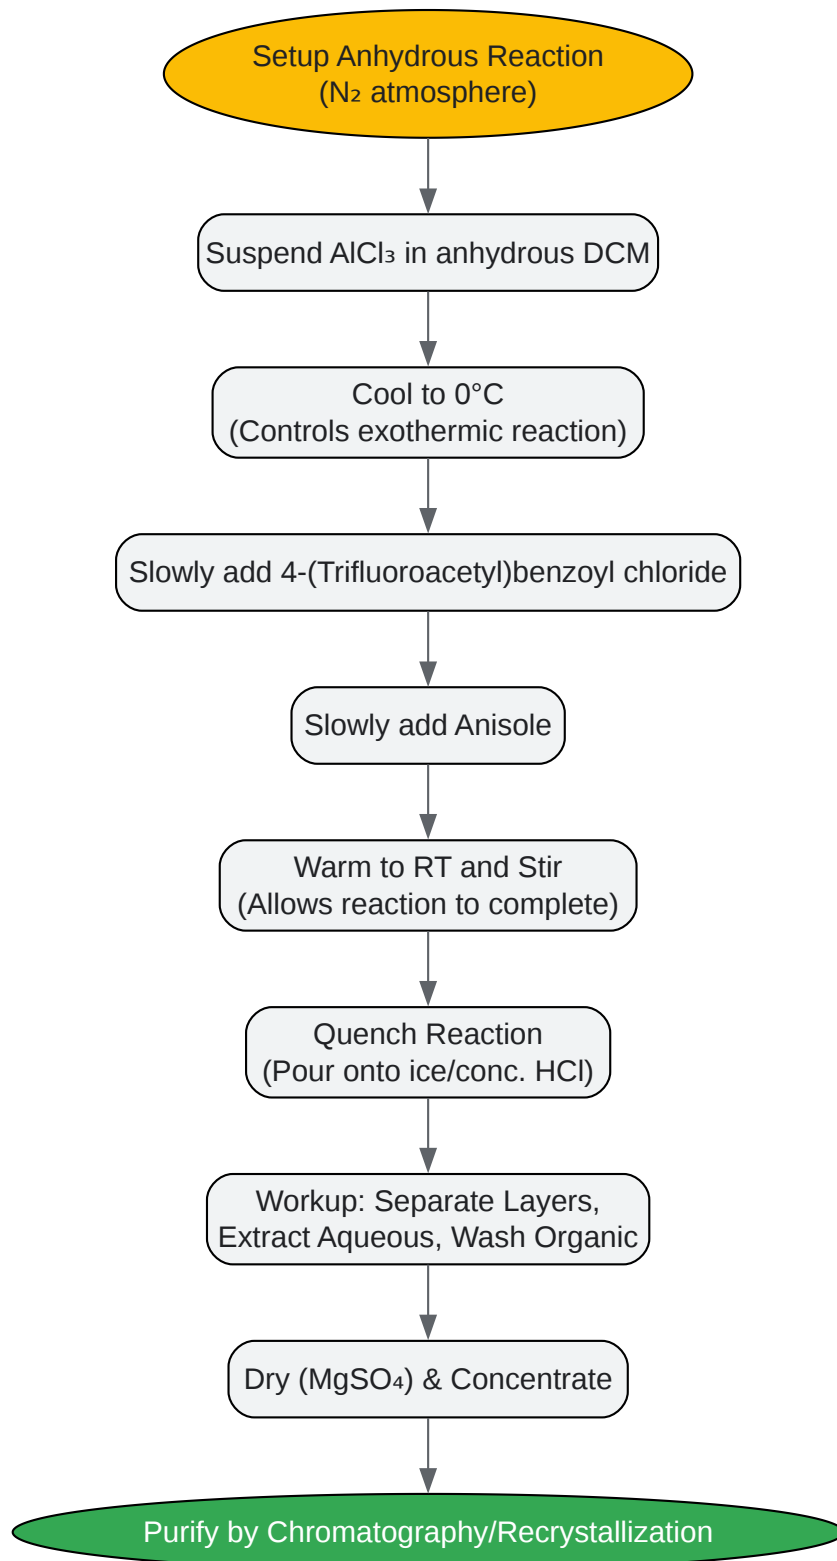 Setup Anhydrous Reaction
(N₂ atmosphere)
Suspend AlCl₃ in anhydrous DCM
Cool to 0°C
(Controls exothermic reaction)
Slowly add 4-(Trifluoroacetyl)benzoyl chloride
Slowly add Anisole
Warm to RT and Stir
(Allows reaction to complete)
Quench Reaction
(Pour onto ice/conc. HCl)
Workup: Separate Layers,
Extract Aqueous, Wash Organic
Dry (MgSO₄) & Concentrate
Purify by Chromatography/Recrystallization